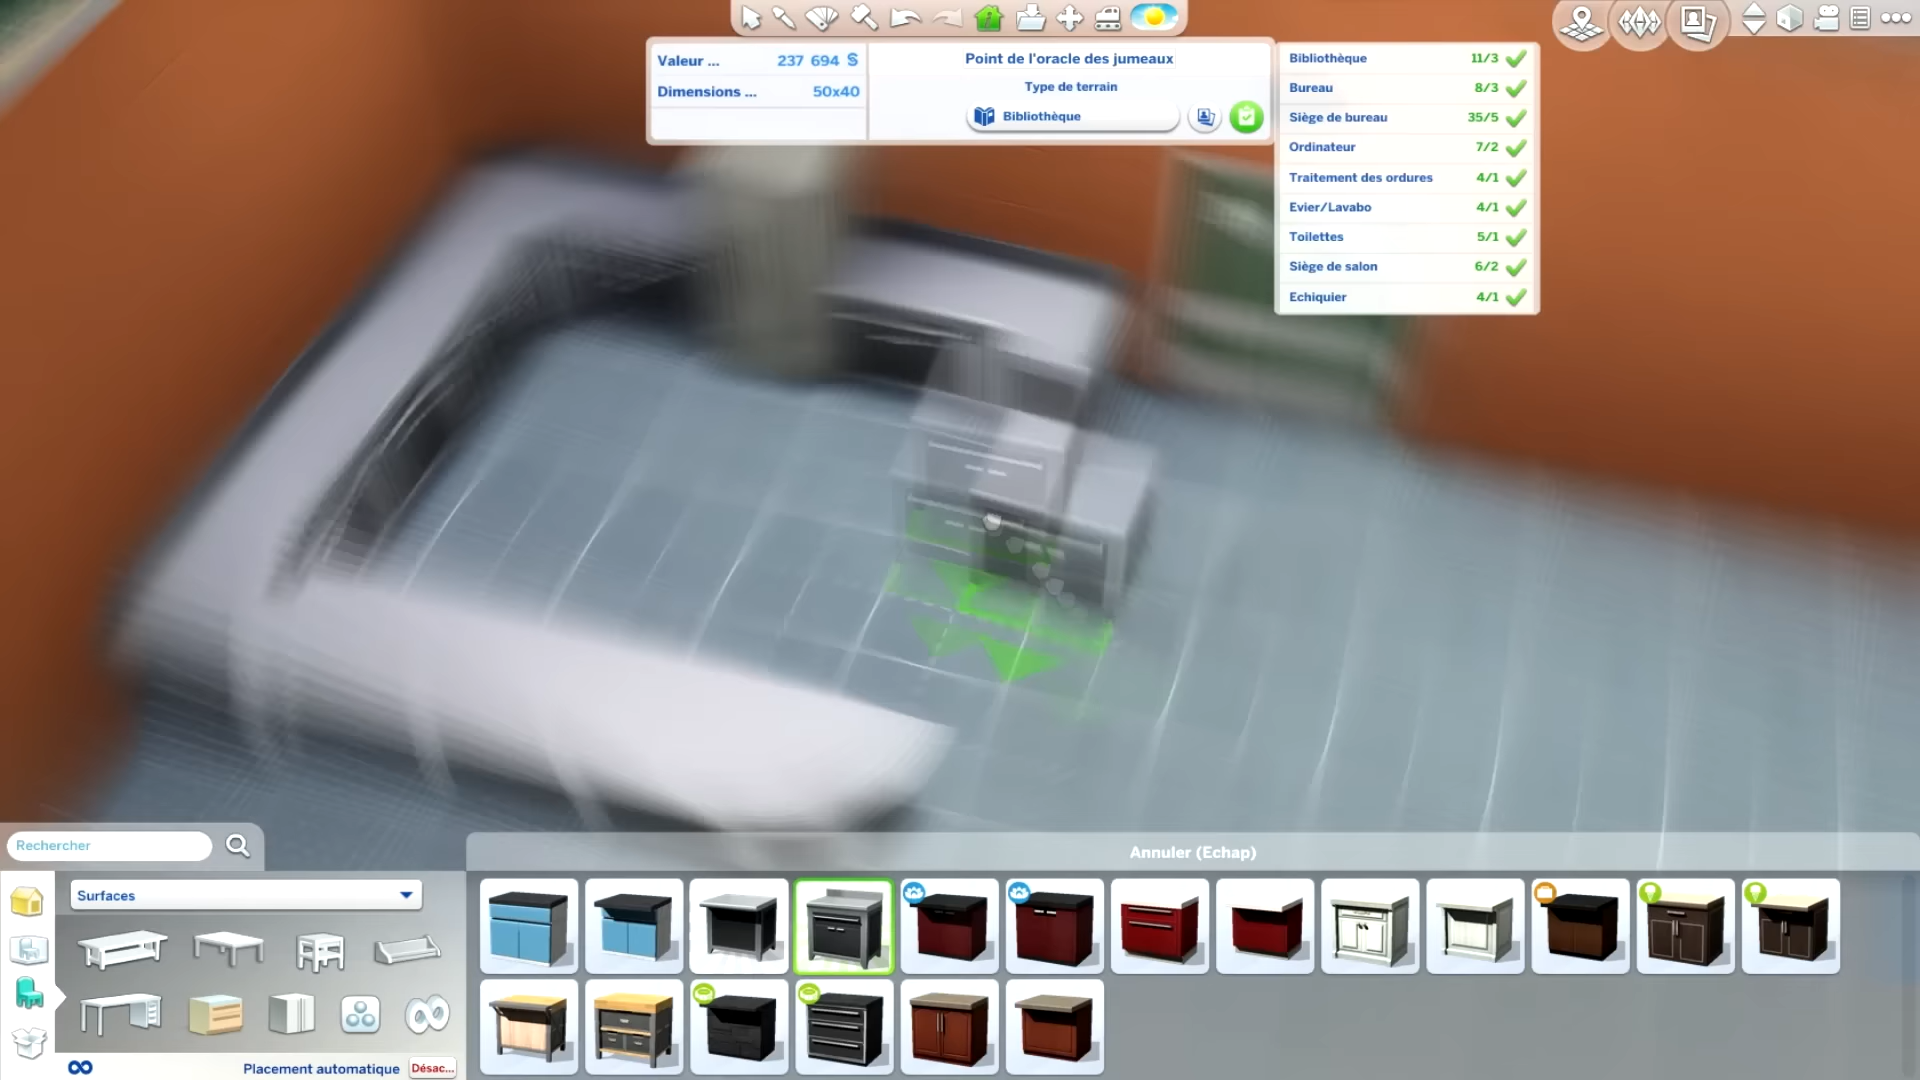 Valeur ... 237 694 $
Dimensions ... 50x40
Point de l'oracle des jumeaux
Type de terrain
Bibliothèque
Bibliothèque 11/3
Bureau 8/3
Siège de bureau 35/5
Ordinateur 7/2
Traitement des ordures 4/1
Evier/Lavabo 4/1
Toilettes 5/1
Siège de salon 6/2
Echiquier 4/1
Rechercher
Annuler (Echap)
Surfaces
Placement automatique Désac...